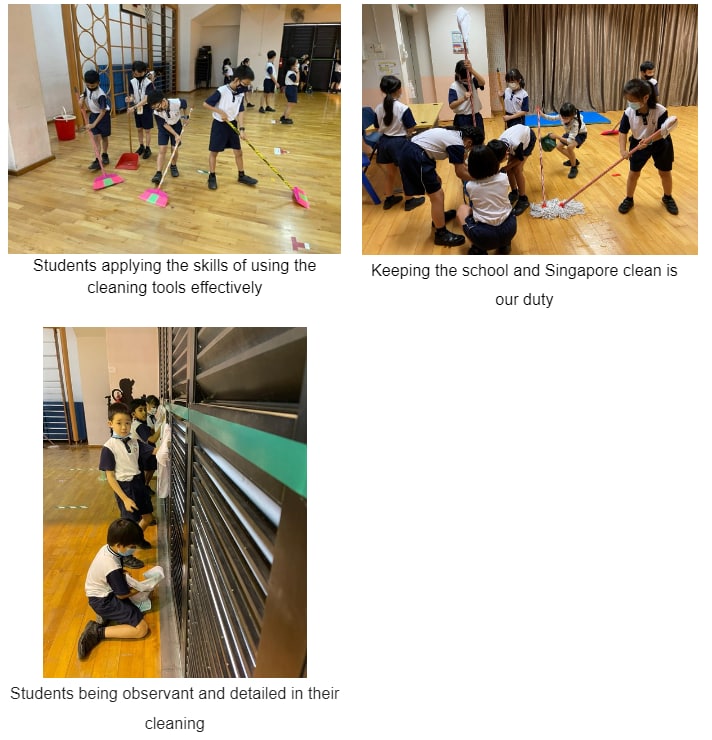 Students applying the skills of using the
cleaning tools effectively
Keeping the school and Singapore clean is
our duty
Students being observant and detailed in their
cleaning